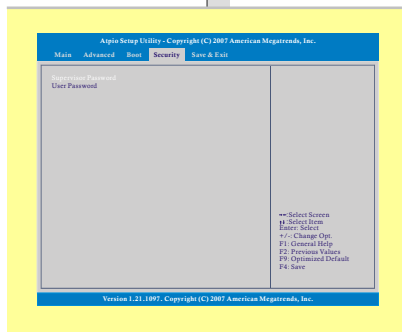 Atpio Setup Utility - Copyright (C) 2007 American Megatrends, Inc.
Main Advanced Boot Security Save & Exit
Supervisor Password
User Password
↔:Select Screen
↑↓:Select Item
Enter: Select
+/-: Change Opt.
F1: General Help
F2: Previous Values
F9: Optimized Default
F4: Save
Version 1.21.1097. Copyright (C) 2007 American Megatrends, Inc.